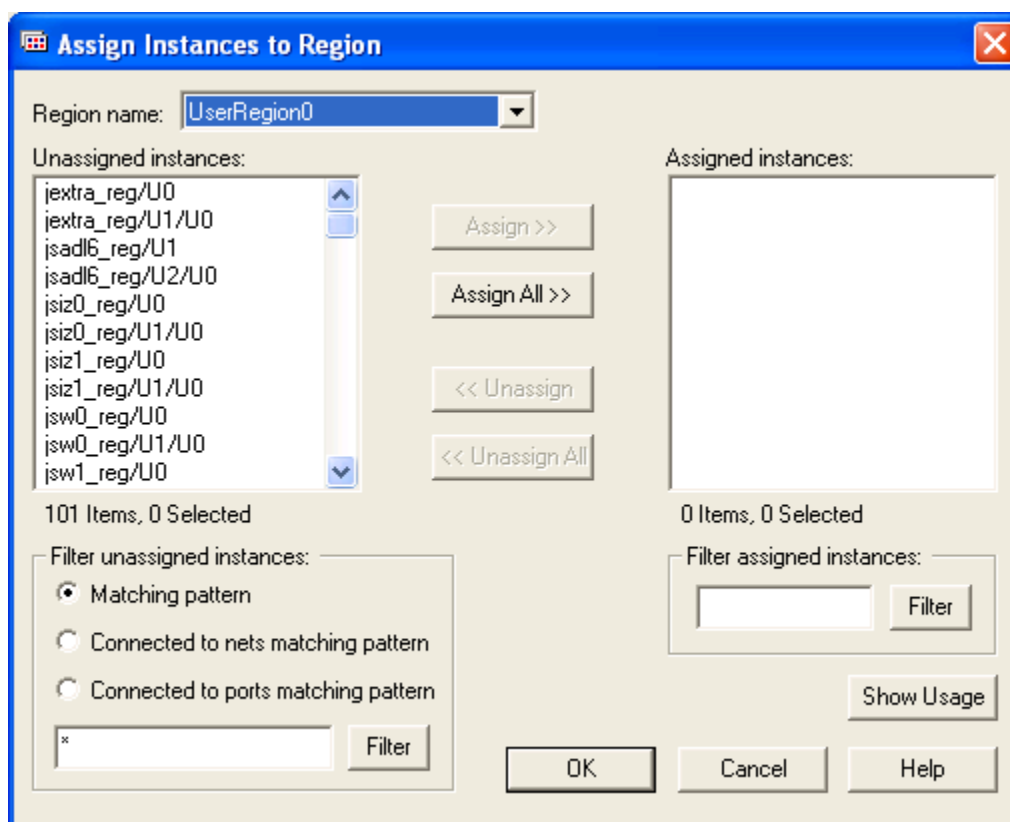 Assign Instances to Region
Region name: UserRegion0
Unassigned instances:
jextra_reg/U0
jextra_reg/U1/U0
jsadl6_reg/U1
jsadl6_reg/U2/U0
jsiz0_reg/U0
jsiz0_reg/U1/U0
jsiz1_reg/U0
jsiz1_reg/U1/U0
jsw0_reg/U0
jsw0_reg/U1/U0
jsw1_reg/U0
101 Items, 0 Selected
Assign >>
Assign All >>
<< Unassign
<< Unassign All
Assigned instances:
0 Items, 0 Selected
Filter unassigned instances:
Matching pattern
Connected to nets matching pattern
Connected to ports matching pattern
* Filter
Filter assigned instances:
Filter
Show Usage
OK Cancel Help